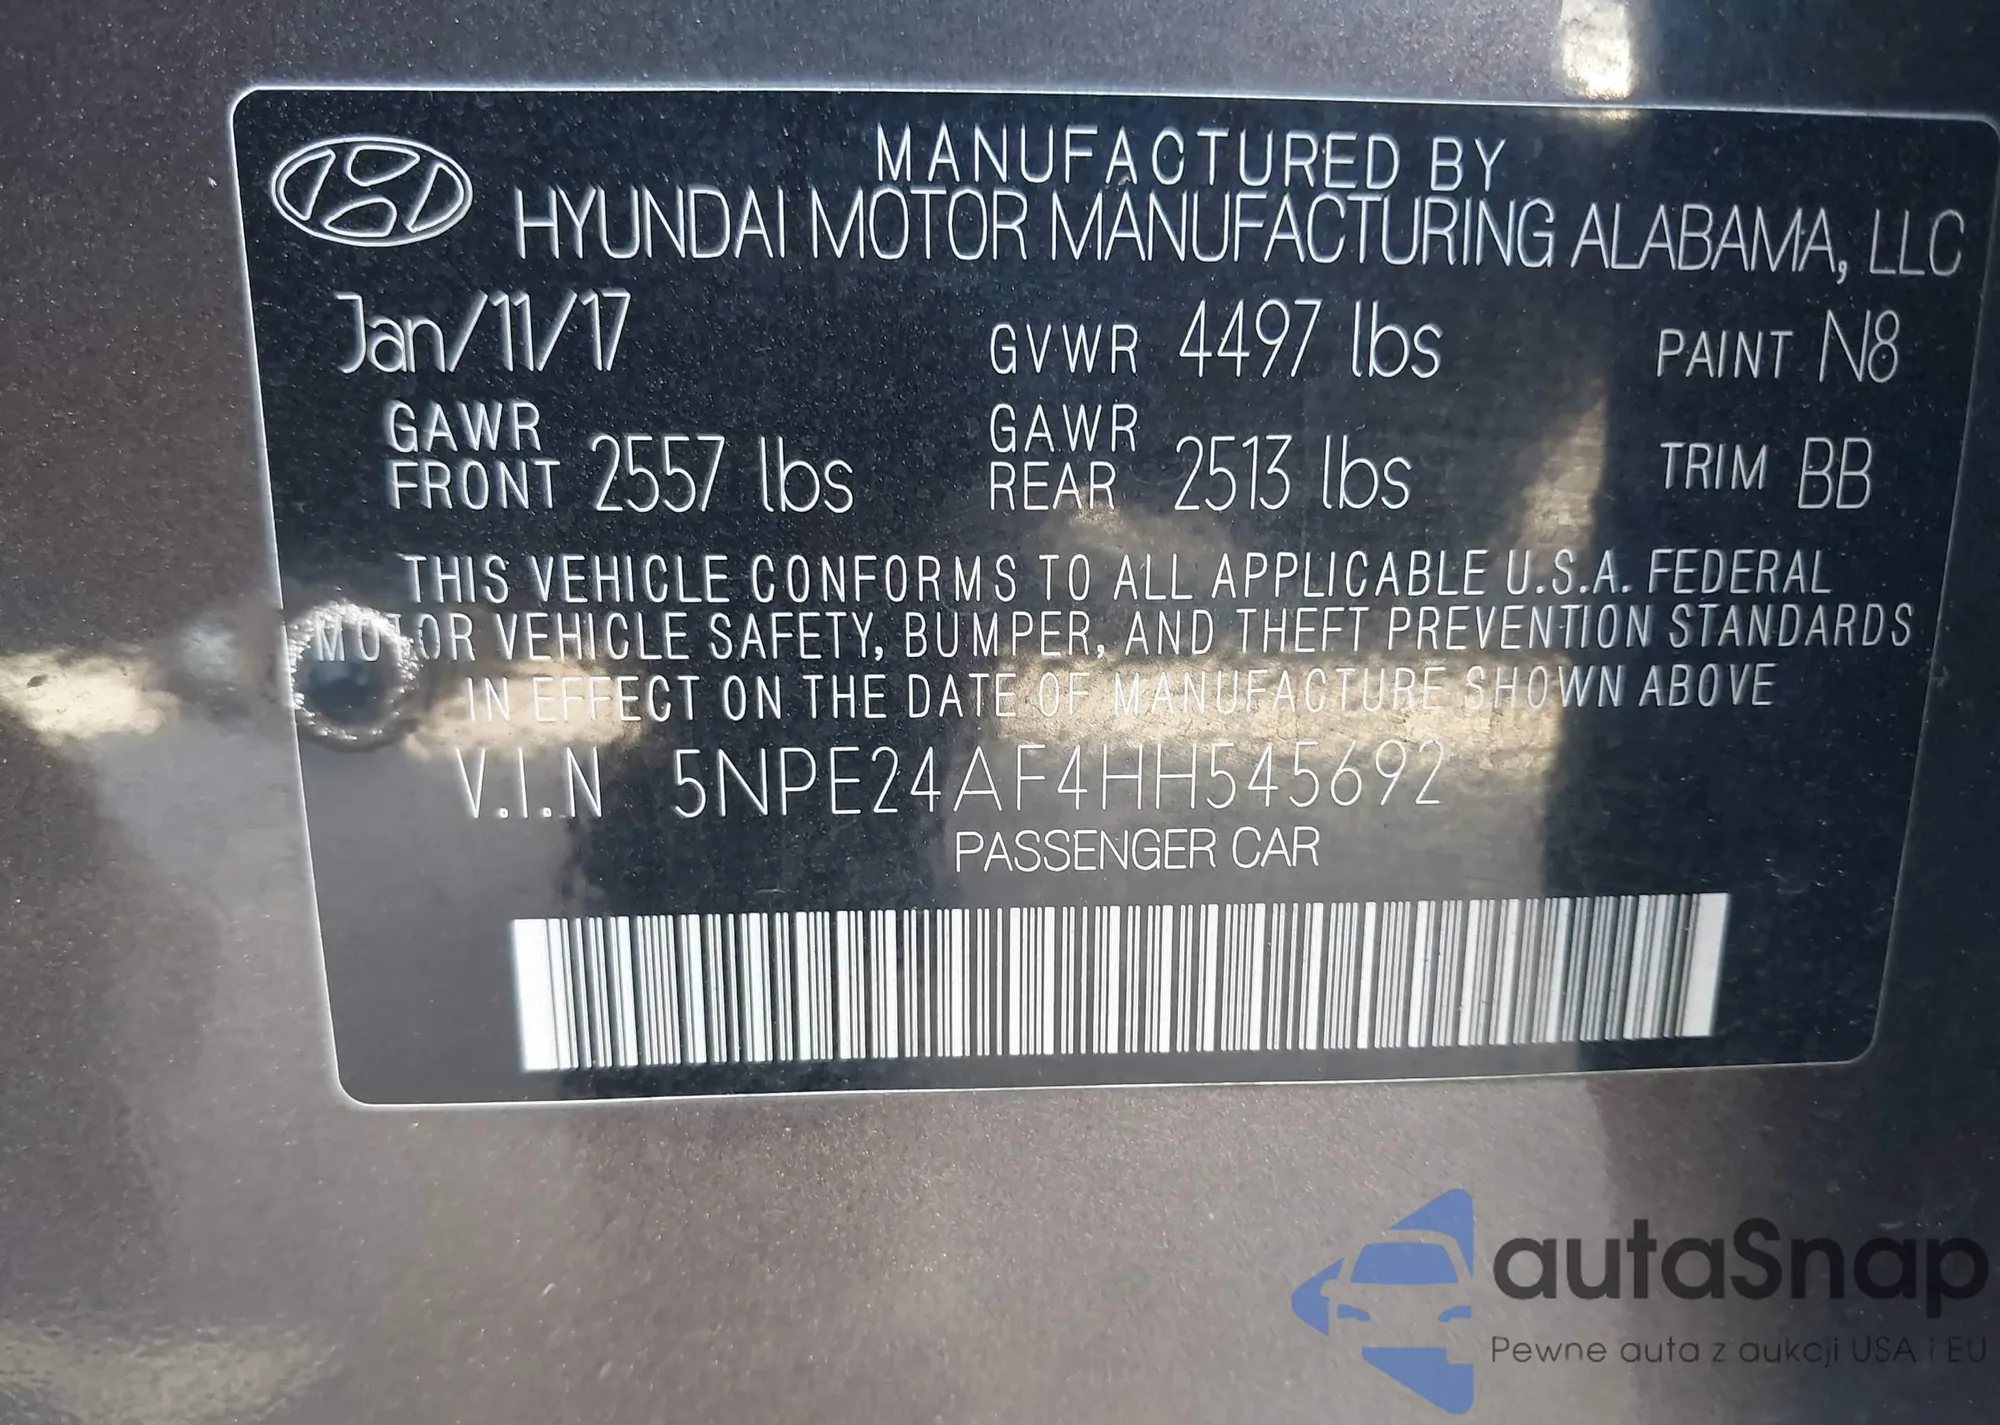 MANUFACTURED BY
HYUNDAI MOTOR MANUFACTURING ALABAMA, LLC
Jan/11/17 GVWR 4497 lbs PAINT N8
GAWR FRONT 2557 lbs GAWR REAR 2513 lbs TRIM BB
THIS VEHICLE CONFORMS TO ALL APPLICABLE U.S.A. FEDERAL
MOTOR VEHICLE SAFETY, BUMPER, AND THEFT PREVENTION STANDARDS
IN EFFECT ON THE DATE OF MANUFACTURE SHOWN ABOVE
V.I.N 5NPE24AF4HH545692
PASSENGER CAR
autoSnap
Pewne auta z aukcji USA i EU